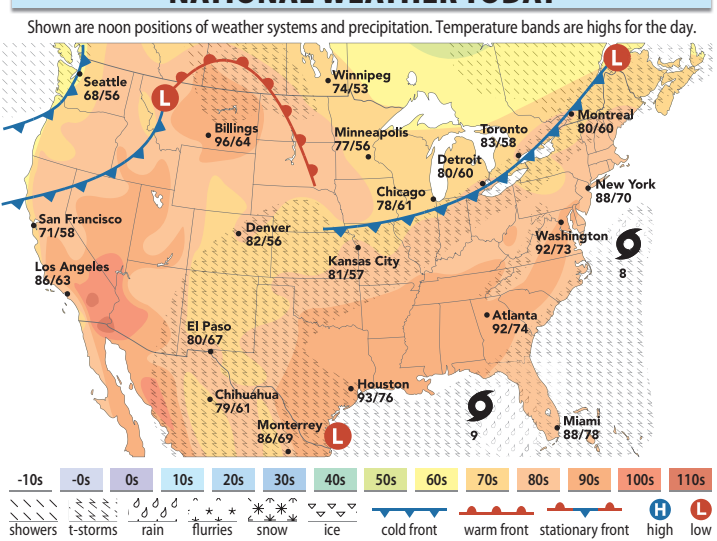 NATIONAL WEATHER TODAY
Shown are noon positions of weather systems and precipitation. Temperature bands are highs for the day.
L
Seattle
68/56
L
Winnipeg
74/53
Billings
96/64
Minneapolis
77/56
Toronto
83/58
Montreal
80/60
Detroit
80/60
Chicago
78/61
New York
88/70
San Francisco
71/58
Denver
82/56
Washington
92/73
Kansas City
81/57
8
Los Angeles
86/63
Atlanta
92/74
El Paso
80/67
Houston
93/76
Chihuahua
79/61
9
Miami
88/78
Monterrey
86/69
L
-10s -0s 0s 10s 20s 30s 40s 50s 60s 70s 80s 90s 100s 110s
H L
showers t-storms rain flurries snow ice cold front warm front stationary front high low